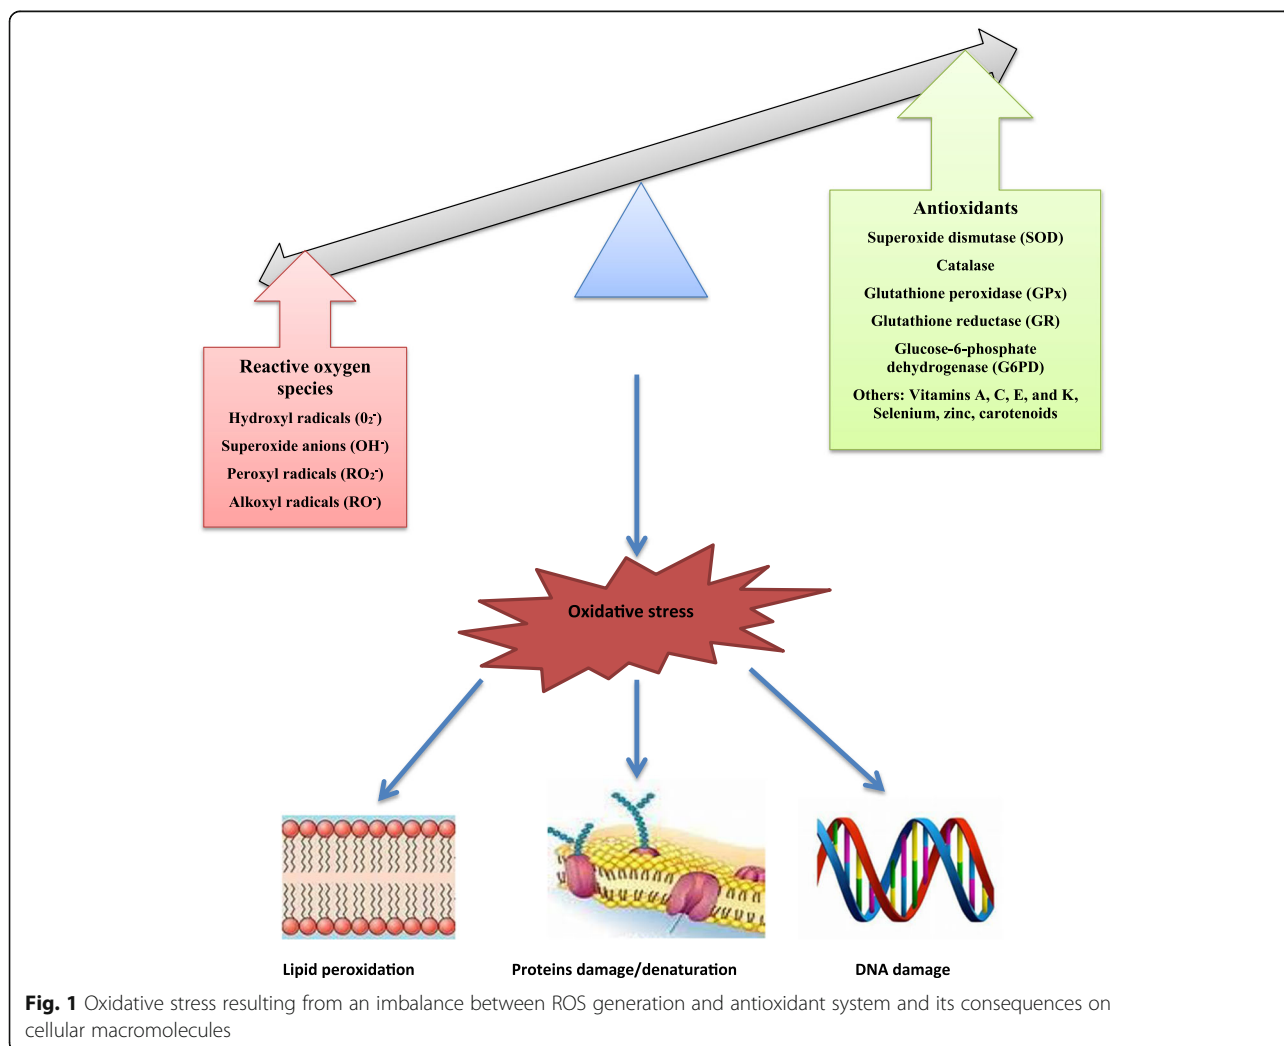 Antioxidants
Superoxide dismutase (SOD)
Catalase
Glutathione peroxidase (GPx)
Glutathione reductase (GR)
Glucose-6-phosphate
dehydrogenase (G6PD)
Others: Vitamins A, C, E, and K,
Selenium, zinc, carotenoids
Reactive oxygen
species
Hydroxyl radicals (0₂⁻)
Superoxide anions (OH⁻)
Peroxyl radicals (RO₂⁻)
Alkoxyl radicals (RO⁻)
Oxidative stress
Lipid peroxidation
Proteins damage/denaturation
DNA damage
Fig. 1 Oxidative stress resulting from an imbalance between ROS generation and antioxidant system and its consequences on
cellular macromolecules